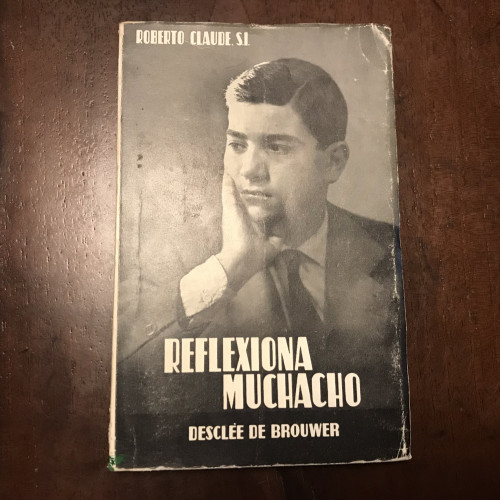 ROBERTO CLAUDE, S.I.
REFLEXIONA
MUCHACHO
DESCLÉE DE BROUWER